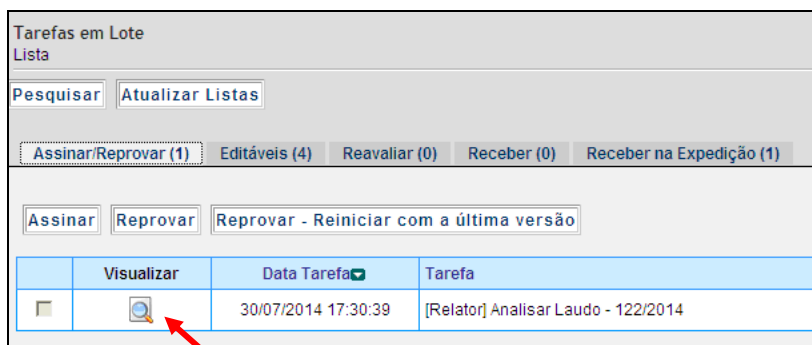 Tarefas em Lote
Lista
Pesquisar Atualizar Listas
Assinar/Reprovar (1) Editáveis (4) Reavaliar (0) Receber (0) Receber na Expedição (1)
Assinar Reprovar Reprovar - Reiniciar com a última versão
Visualizar Data Tarefa Tarefa
30/07/2014 17:30:39 [Relator] Analisar Laudo - 122/2014